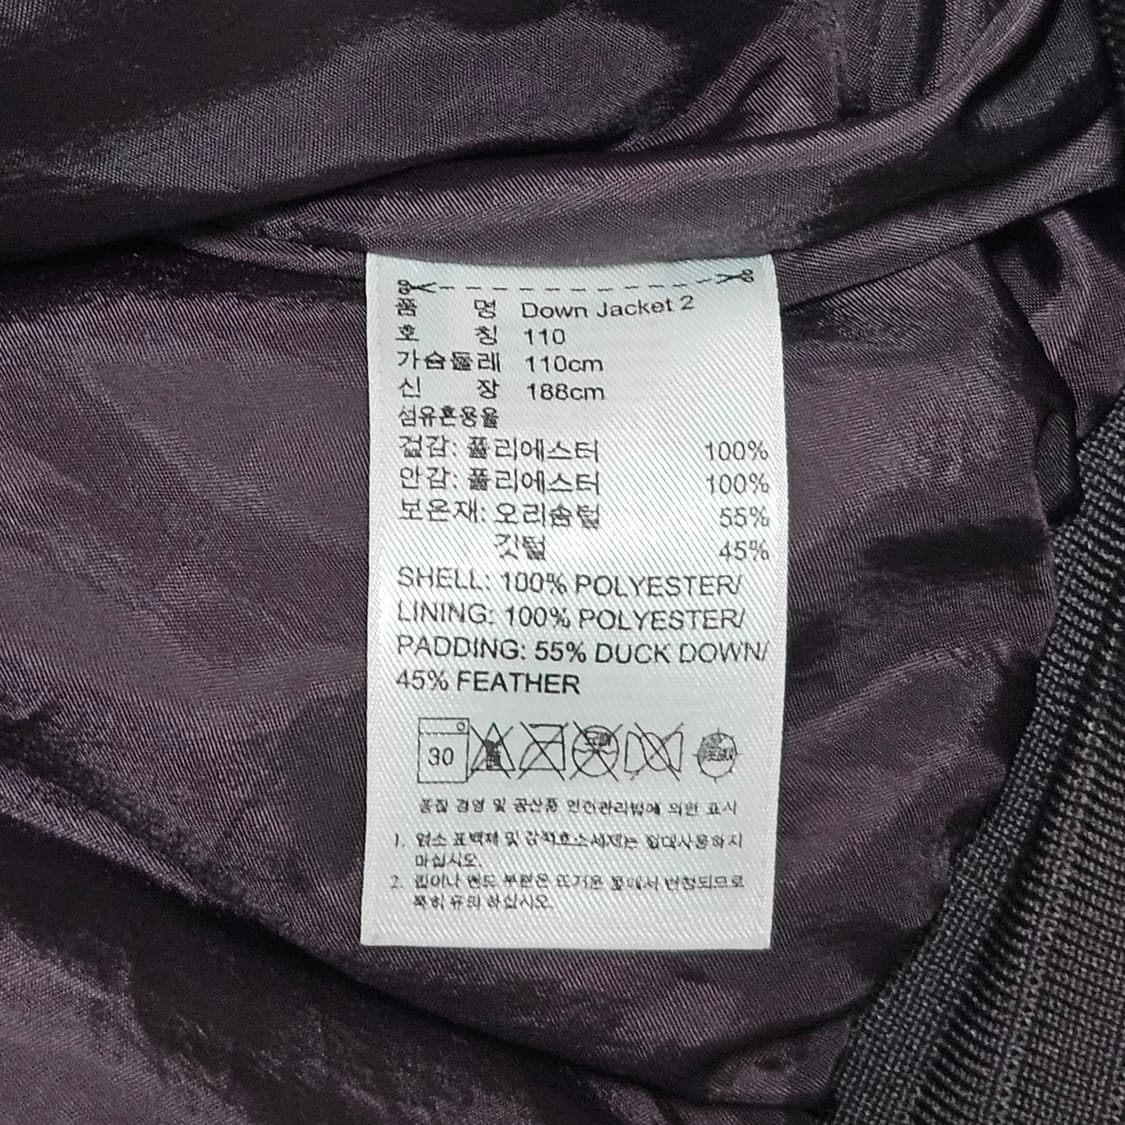 품 명 Down Jacket 2
호 칭 110
가슴둘레 110cm
신 장 188cm
섬유혼용율
겉감: 폴리에스터 100%
안감: 폴리에스터 100%
보온재: 오리솜털 55%
깃털 45%
SHELL: 100% POLYESTER/
LINING: 100% POLYESTER/
PADDING: 55% DUCK DOWN/
45% FEATHER
30
품질 경영 및 공산품 안전관리법에 의한 표시
1. 염소 표백제 및 강력효소세제는 절대사용하지
마십시오.
2. 립이나 밴드 부분은 뜨거운 물에서 변형되므로
특히 유의 하십시오.